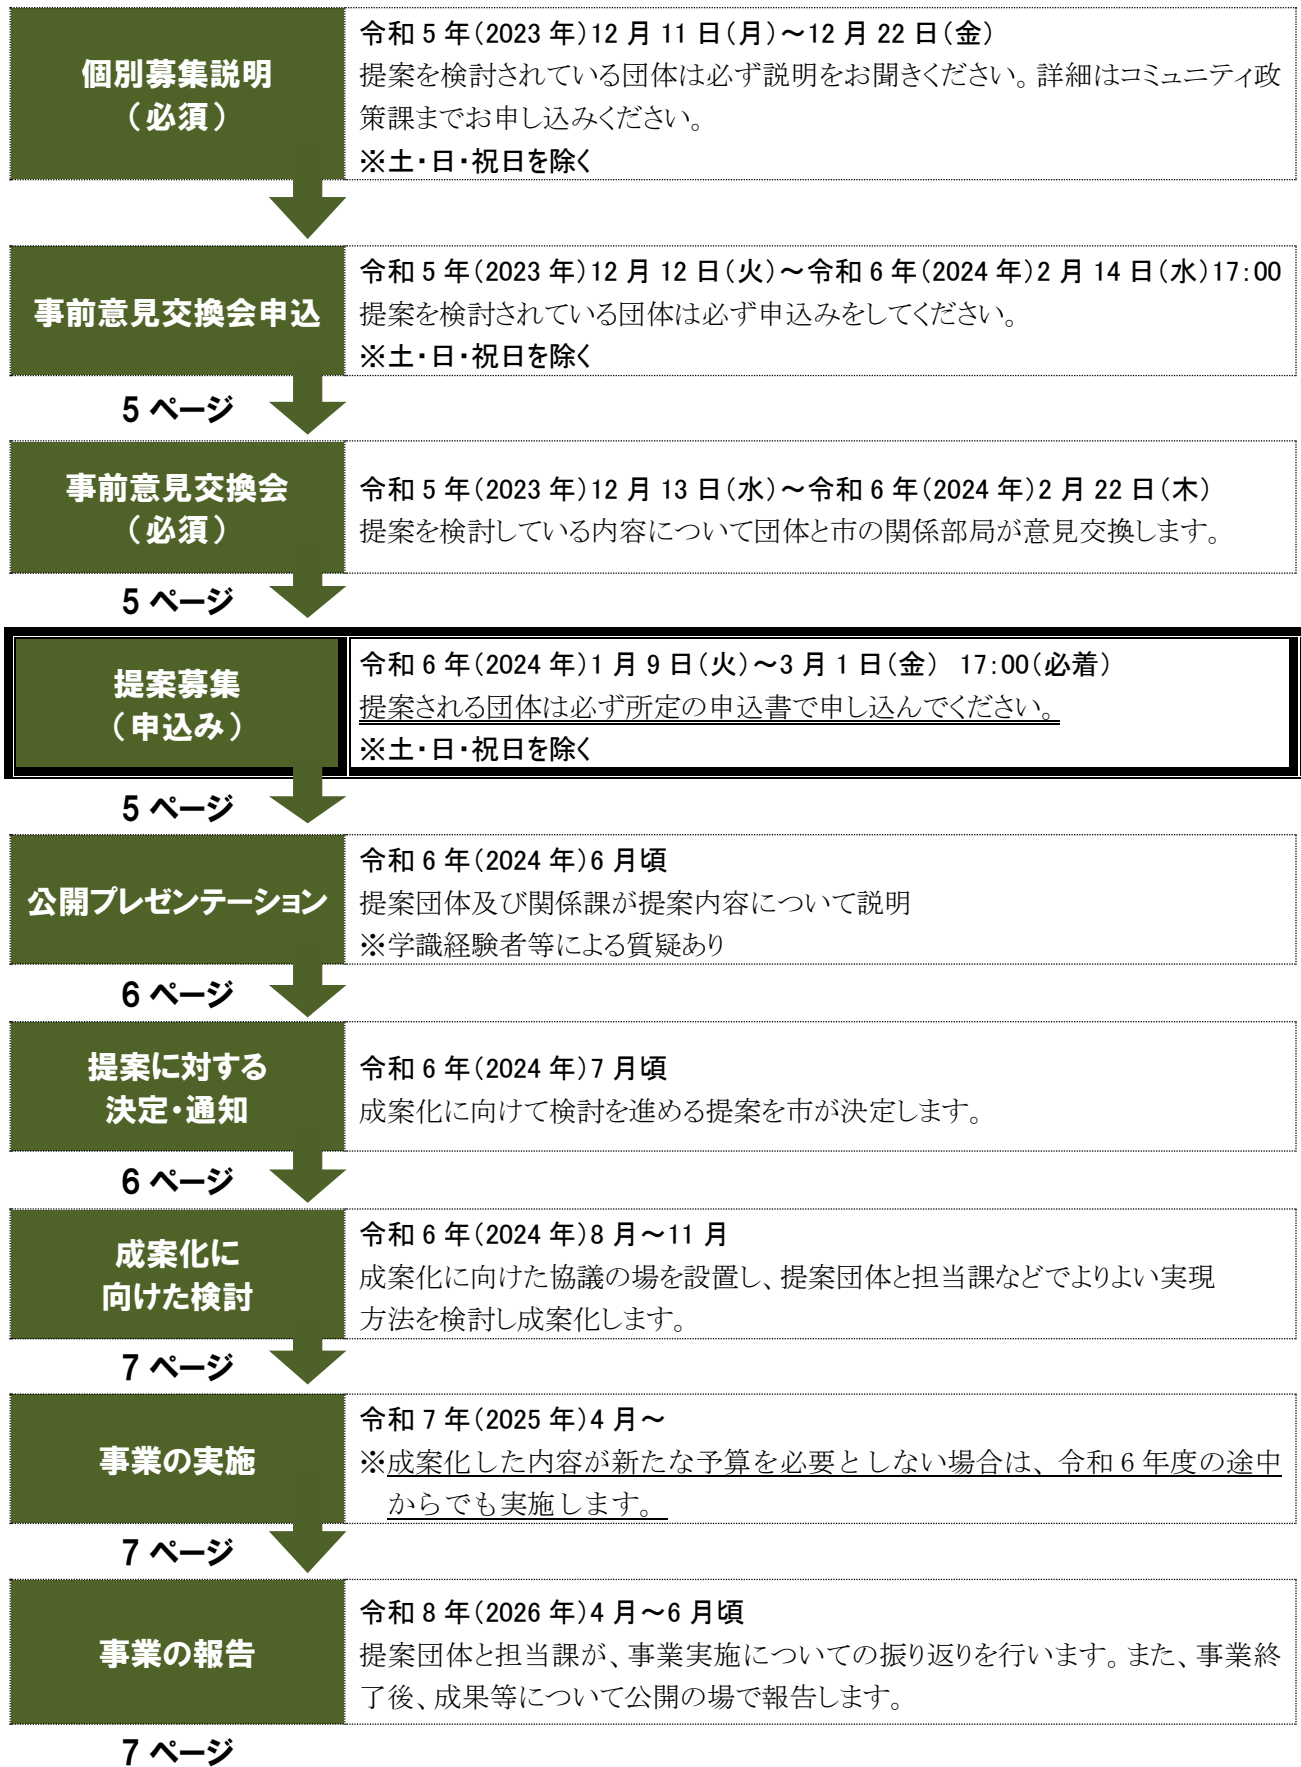 個別募集説明
（必須）
令和5年（2023年）12月11日（月）～12月22日（金）
提案を検討されている団体は必ず説明をお聞きください。詳細はコミュニティ政
策課までお申し込みください。
※土・日・祝日を除く
事前意見交換会申込
令和5年（2023年）12月12日（火）～令和6年（2024年）2月14日（水）17：00
提案を検討されている団体は必ず申込みをしてください。
※土・日・祝日を除く
5ページ
事前意見交換会
（必須）
令和5年（2023年）12月13日（水）～令和6年（2024年）2月22日（木）
提案を検討している内容について団体と市の関係部局が意見交換します。
5ページ
提案募集
（申込み）
令和6年（2024年）1月9日（火）～3月1日（金） 17：00（必着）
提案される団体は必ず所定の申込書で申し込んでください。
※土・日・祝日を除く
5ページ
公開プレゼンテーション
令和6年（2024年）6月頃
提案団体及び関係課が提案内容について説明
※学識経験者等による質疑あり
6ページ
提案に対する
決定・通知
令和6年（2024年）7月頃
成案化に向けて検討を進める提案を市が決定します。
6ページ
成案化に
向けた検討
令和6年（2024年）8月～11月
成案化に向けた協議の場を設置し、提案団体と担当課などでよりよい実現
方法を検討し成案化します。
7ページ
事業の実施
令和7年（2025年）4月～
※成案化した内容が新たな予算を必要としない場合は、令和6年度の途中
からでも実施します。
7ページ
事業の報告
令和8年（2026年）4月～6月頃
提案団体と担当課が、事業実施についての振り返りを行います。また、事業終
了後、成果等について公開の場で報告します。
7ページ